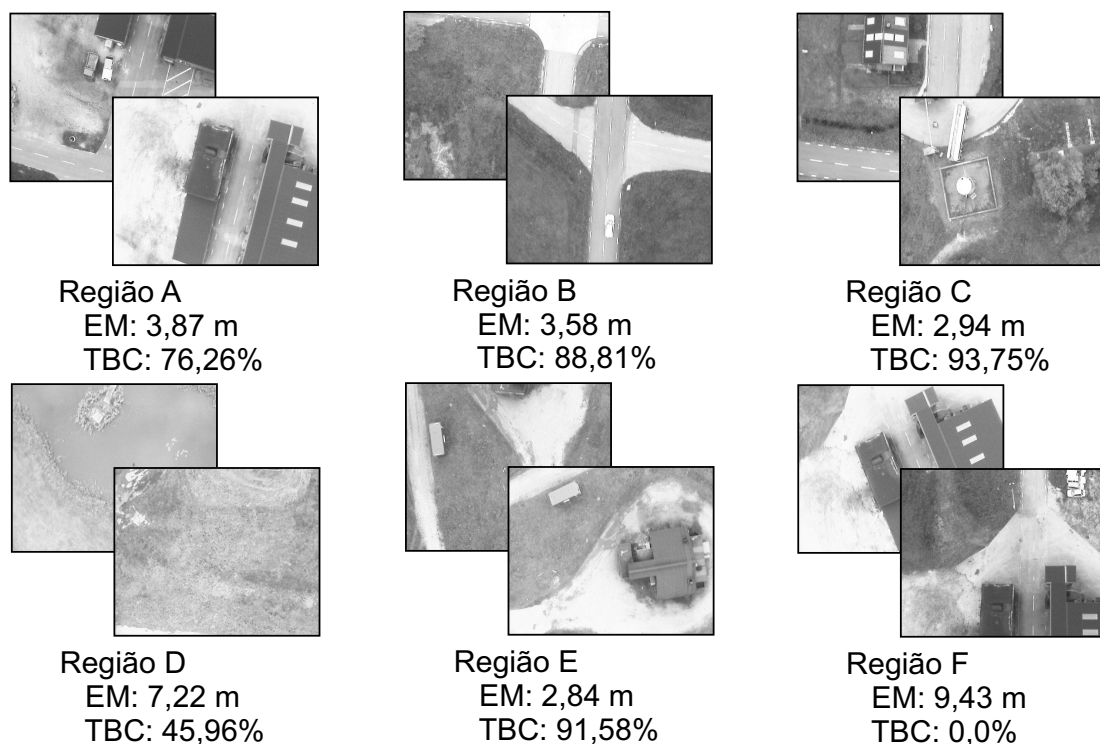 Região A
EM: 3,87 m
TBC: 76,26%
Região B
EM: 3,58 m
TBC: 88,81%
Região C
EM: 2,94 m
TBC: 93,75%
Região D
EM: 7,22 m
TBC: 45,96%
Região E
EM: 2,84 m
TBC: 91,58%
Região F
EM: 9,43 m
TBC: 0,0%